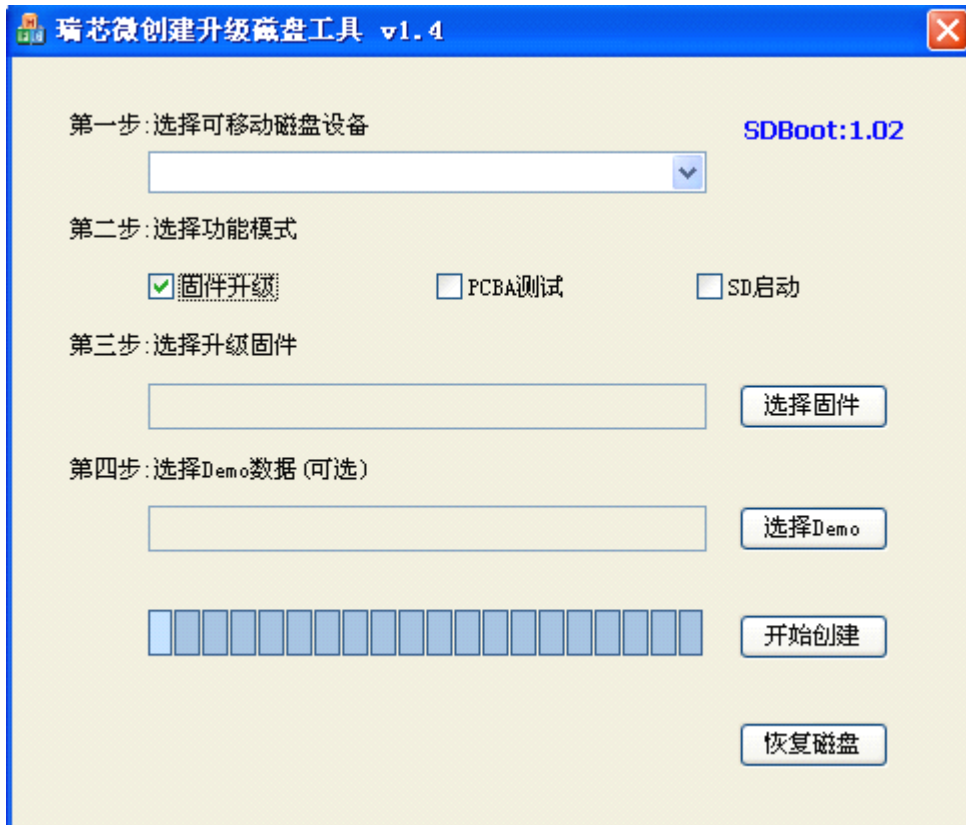 瑞芯微创建升级磁盘工具 v1.4
第一步:选择可移动磁盘设备
SDBoot:1.02
第二步:选择功能模式
固件升级 PCBA测试 SD启动
第三步:选择升级固件
选择固件
第四步:选择Demo数据(可选)
选择Demo
开始创建
恢复磁盘